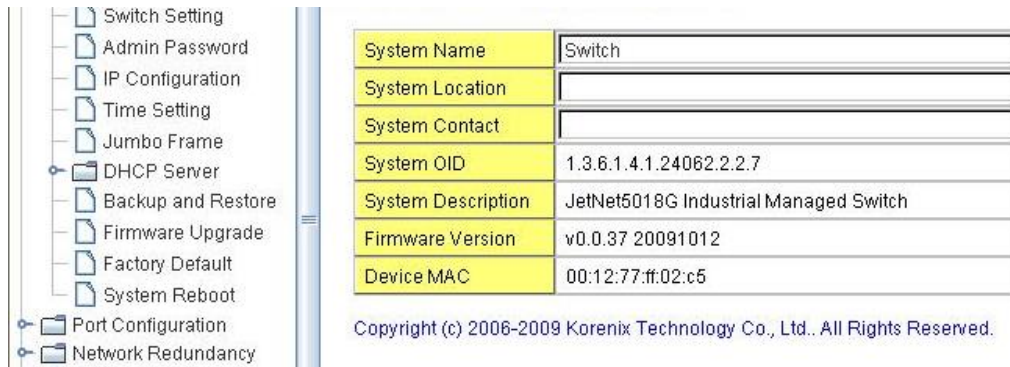 Switch Setting
Admin Password
IP Configuration
Time Setting
Jumbo Frame
DHCP Server
Backup and Restore
Firmware Upgrade
Factory Default
System Reboot
Port Configuration
Network Redundancy
System Name Switch
System Location
System Contact
System OID 1.3.6.1.4.1.24062.2.2.7
System Description JetNet5018G Industrial Managed Switch
Firmware Version v0.0.37 20091012
Device MAC 00:12:77:ff:02:c5
Copyright (c) 2006-2009 Korenix Technology Co., Ltd.. All Rights Reserved.